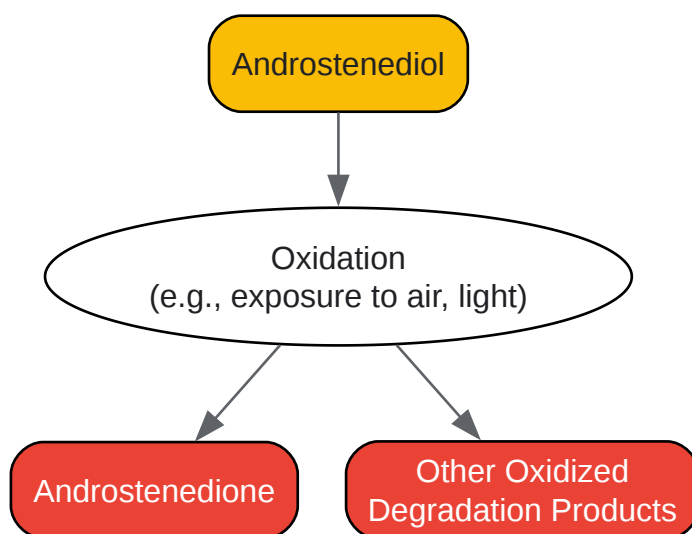 Androstenediol
Oxidation
(e.g., exposure to air, light)
Androstenedione
Other Oxidized
Degradation Products